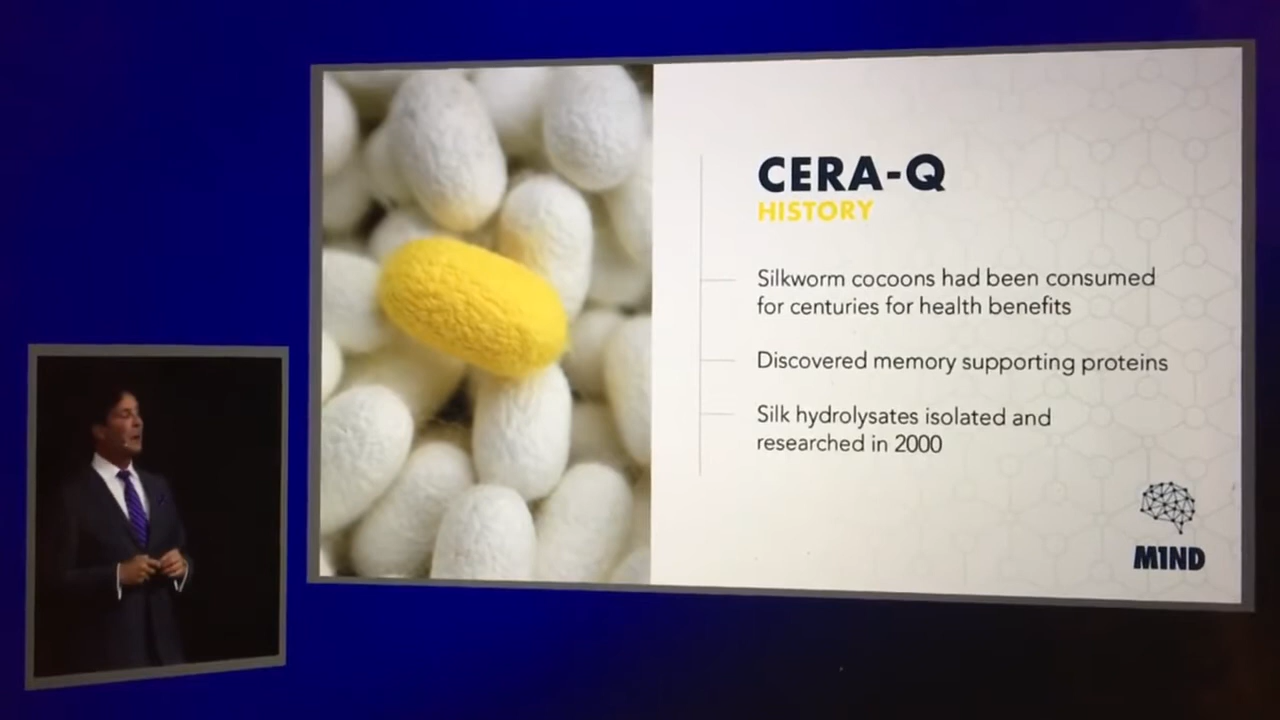 CERA-Q
HISTORY
Silkworm cocoons had been consumed
for centuries for health benefits
Discovered memory supporting proteins
Silk hydrolysates isolated and
researched in 2000
M1ND